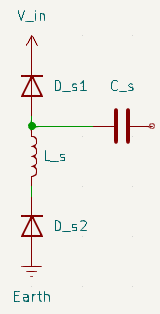 V_in
D_s1
C_s
L_s
D_s2
Earth